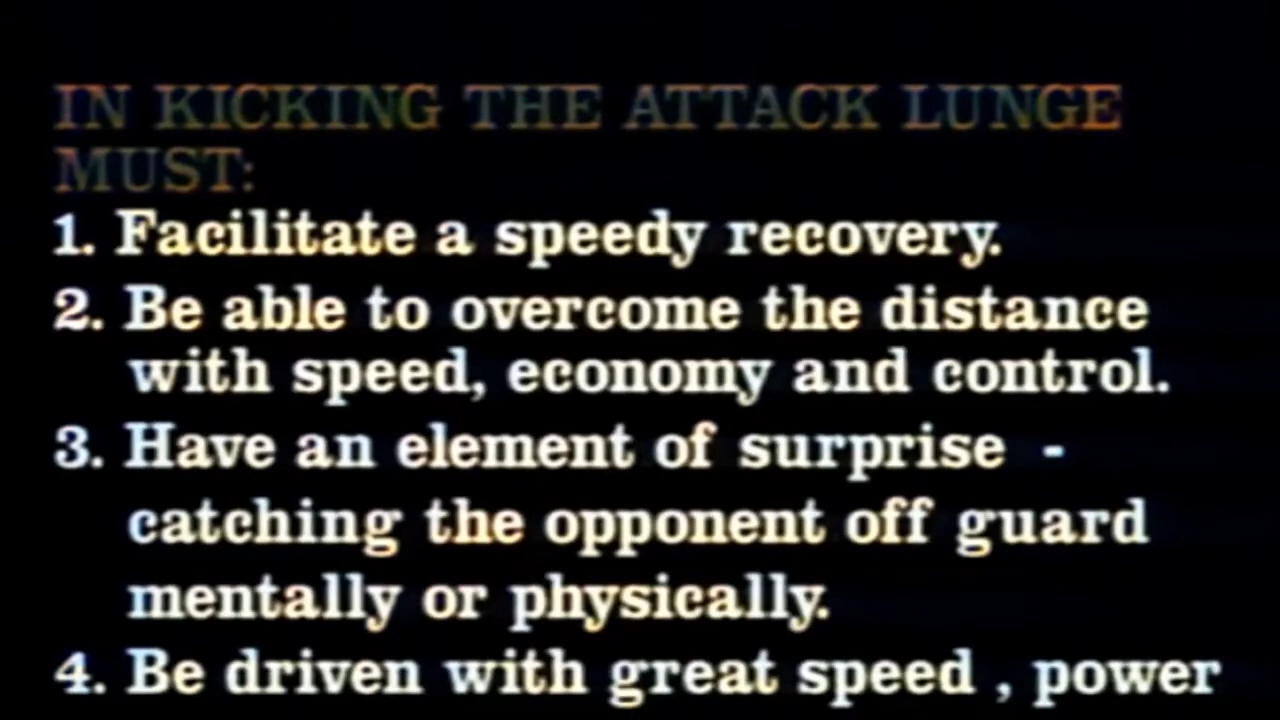 IN KICKING THE ATTACK LUNGE
MUST:
1. Facilitate a speedy recovery.
2. Be able to overcome the distance
with speed, economy and control.
3. Have an element of surprise -
catching the opponent off guard
mentally or physically.
4. Be driven with great speed , power